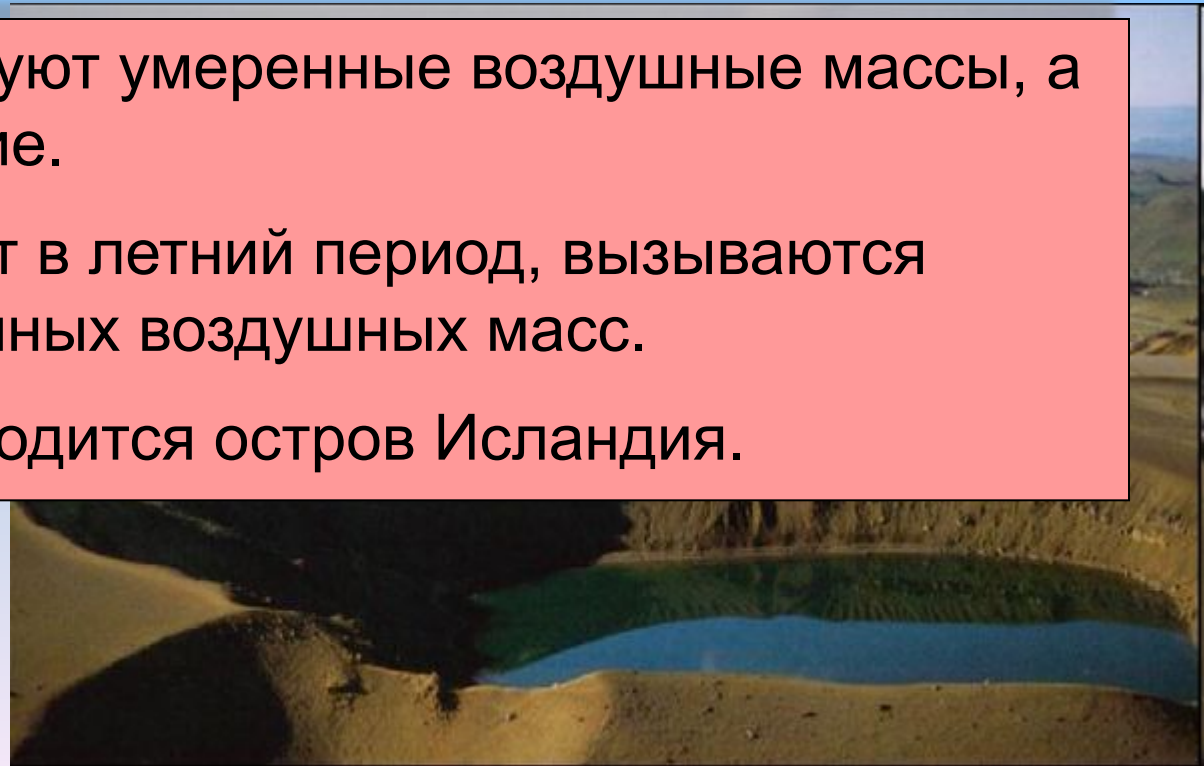 уют умеренные воздушные массы, а
ие.
т в летний период, вызываются
нных воздушных масс.
одится остров Исландия.